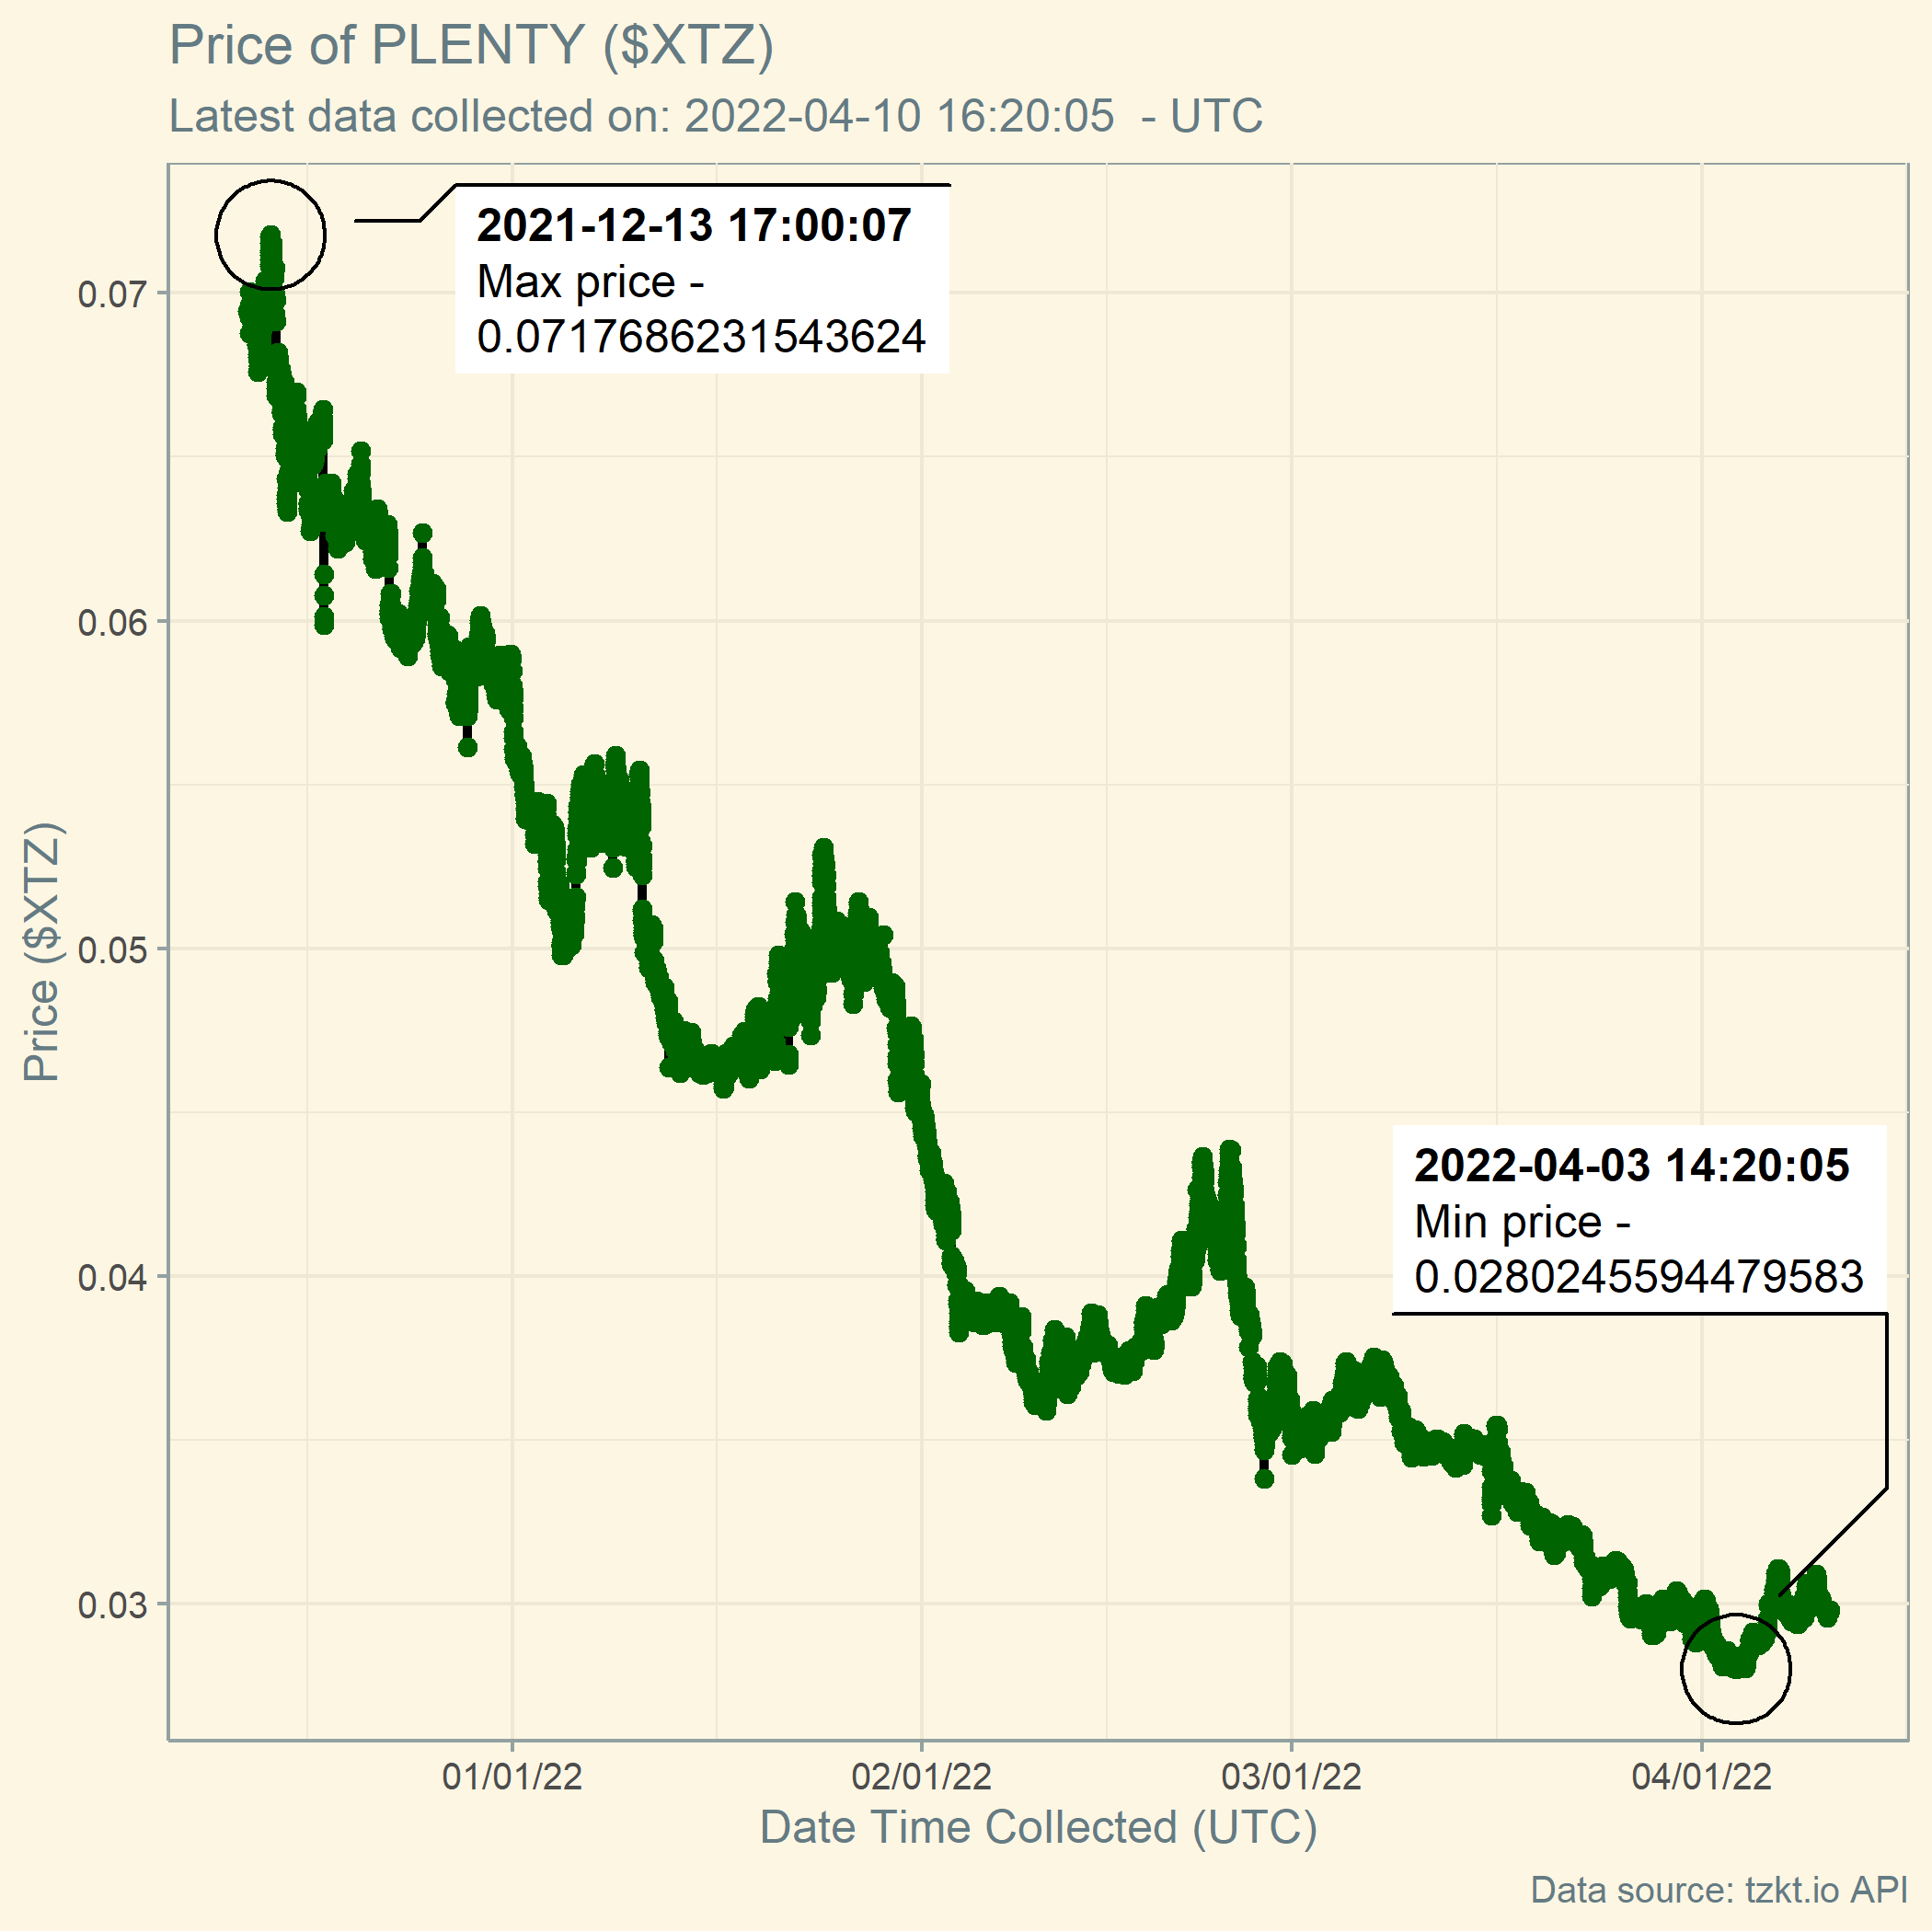 Price of PLENTY ($XTZ)
Latest data collected on: 2022-04-10 16:20:05  - UTC
2021-12-13 17:00:07
Max price -
0.0717686231543624
0.07
0.06
0.05
0.04
0.03
Price ($XTZ)
2022-04-03 14:20:05
Min price -
0.0280245594479583
01/01/22
02/01/22
03/01/22
04/01/22
Date Time Collected (UTC)
Data source: tzkt.io API